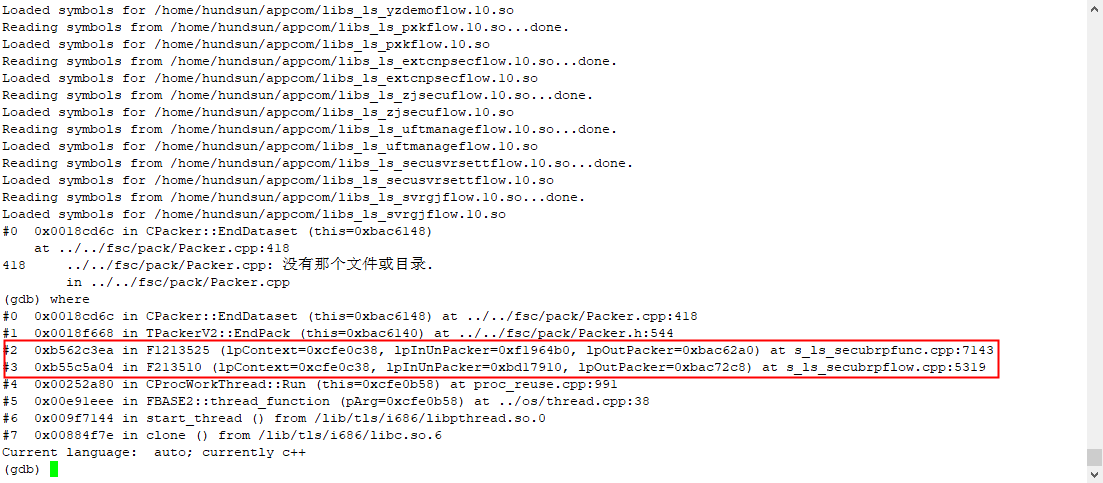 Loaded symbols for /home/hundsun/appcom/libs_ls_yzdemoflow.10.so
Reading symbols from /home/hundsun/appcom/libs_ls_pxkflow.10.so...done.
Loaded symbols for /home/hundsun/appcom/libs_ls_pxkflow.10.so
Reading symbols from /home/hundsun/appcom/libs_ls_extcnpsecflow.10.so...done.
Loaded symbols for /home/hundsun/appcom/libs_ls_extcnpsecflow.10.so
Reading symbols from /home/hundsun/appcom/libs_ls_zjsecuflow.10.so...done.
Loaded symbols for /home/hundsun/appcom/libs_ls_zjsecuflow.10.so
Reading symbols from /home/hundsun/appcom/libs_ls_uftmanageflow.10.so...done.
Loaded symbols for /home/hundsun/appcom/libs_ls_uftmanageflow.10.so
Reading symbols from /home/hundsun/appcom/libs_ls_secusvrsettflow.10.so...done.
Loaded symbols for /home/hundsun/appcom/libs_ls_secusvrsettflow.10.so
Reading symbols from /home/hundsun/appcom/libs_ls_svrgjflow.10.so...done.
Loaded symbols for /home/hundsun/appcom/libs_ls_svrgjflow.10.so
#0  0x0018cd6c in CPacker::EndDataset (this=0xbac6148)
    at ../../fsc/pack/Packer.cpp:418
418     ../../fsc/pack/Packer.cpp: 没有那个文件或目录.
        in ../../fsc/pack/Packer.cpp
(gdb) where
#0  0x0018cd6c in CPacker::EndDataset (this=0xbac6148) at ../../fsc/pack/Packer.cpp:418
#1  0x0018f668 in TPackerV2::EndPack (this=0xbac6140) at ../../fsc/pack/Packer.h:544
#2  0xb562c3ea in F1213525 (lpContext=0xcfe0c38, lpInUnPacker=0xf1964b0, lpOutPacker=0xbac62a0) at s_ls_secubrpfunc.cpp:7143
#3  0xb55c5a04 in F213510 (lpContext=0xcfe0c38, lpInUnPacker=0xbd17910, lpOutPacker=0xbac72c8) at s_ls_secubrpflow.cpp:5319
#4  0x00252a80 in CProcWorkThread::Run (this=0xcfe0b58) at proc_reuse.cpp:991
#5  0x00e91eee in FBASE2::thread_function (pArg=0xcfe0b58) at ../os/thread.cpp:38
#6  0x009f7144 in start_thread () from /lib/tls/i686/libpthread.so.0
#7  0x00884f7e in clone () from /lib/tls/i686/libc.so.6
Current language:  auto; currently c++
(gdb)